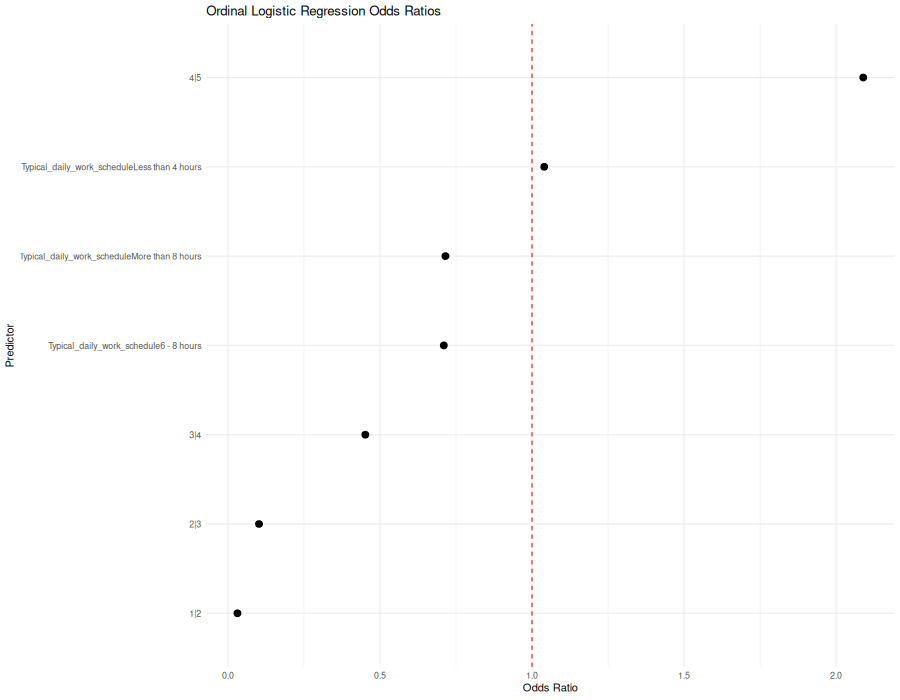 Ordinal Logistic Regression Odds Ratios
Predictor
4|5
Typical_daily_work_scheduleLess than 4 hours
Typical_daily_work_scheduleMore than 8 hours
Typical_daily_work_schedule6 - 8 hours
3|4
2|3
1|2
0.0 0.5 1.0 1.5 2.0
Odds Ratio